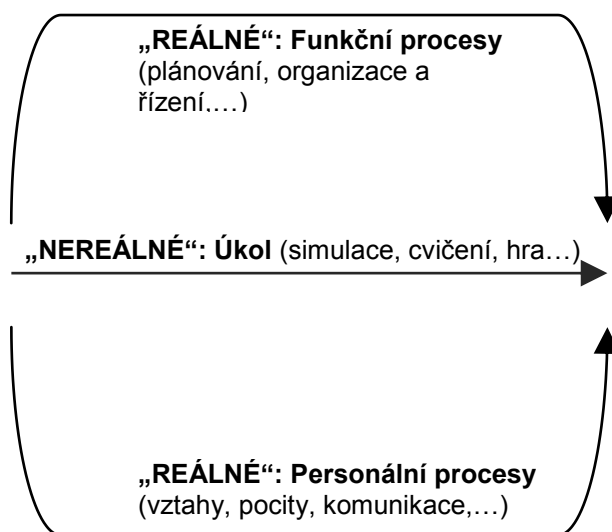 „REÁLNÉ“: Funkční procesy
(plánování, organizace a
řízení,…)
„NEREÁLNÉ“: Úkol (simulace, cvičení, hra…)
„REÁLNÉ“: Personální procesy
(vztahy, pocity, komunikace,…)